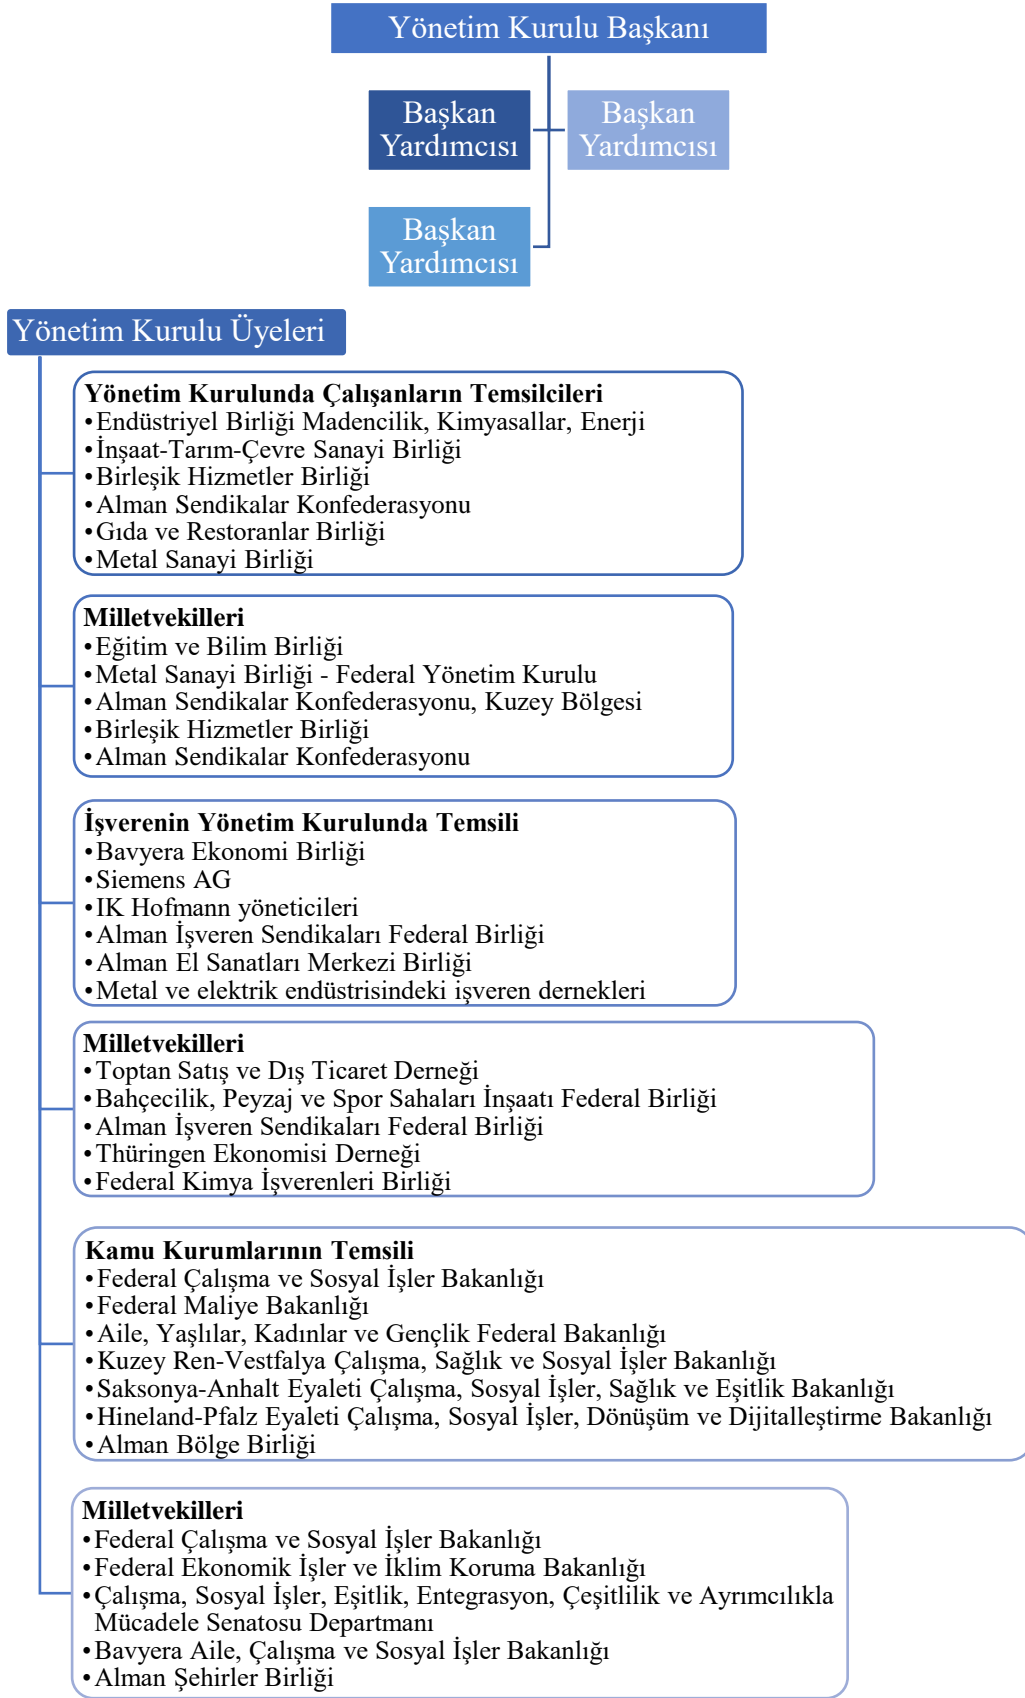 Yönetim Kurulu Başkanı
Başkan
Yardımcısı
Başkan
Yardımcısı
Başkan
Yardımcısı
Yönetim Kurulu Üyeleri
Yönetim Kurulunda Çalışanların Temsilcileri
•Endüstriyel Birliği Madencilik, Kimyasallar, Enerji
•İnşaat-Tarım-Çevre Sanayi Birliği
•Birleşik Hizmetler Birliği
•Alman Sendikalar Konfederasyonu
•Gıda ve Restoranlar Birliği
•Metal Sanayi Birliği
Milletvekilleri
•Eğitim ve Bilim Birliği
•Metal Sanayi Birliği - Federal Yönetim Kurulu
•Alman Sendikalar Konfederasyonu, Kuzey Bölgesi
•Birleşik Hizmetler Birliği
•Alman Sendikalar Konfederasyonu
İşverenin Yönetim Kurulunda Temsili
•Bavyera Ekonomi Birliği
•Siemens AG
•IK Hofmann yöneticileri
•Alman İşveren Sendikaları Federal Birliği
•Alman El Sanatları Merkezi Birliği
•Metal ve elektrik endüstrisindeki işveren dernekleri
Milletvekilleri
•Toptan Satış ve Dış Ticaret Derneği
•Bahçecilik, Peyzaj ve Spor Sahaları İnşaatı Federal Birliği
•Alman İşveren Sendikaları Federal Birliği
•Thüringen Ekonomisi Derneği
•Federal Kimya İşverenleri Birliği
Kamu Kurumlarının Temsili
•Federal Çalışma ve Sosyal İşler Bakanlığı
•Federal Maliye Bakanlığı
•Aile, Yaşlılar, Kadınlar ve Gençlik Federal Bakanlığı
•Kuzey Ren-Vestfalya Çalışma, Sağlık ve Sosyal İşler Bakanlığı
•Saksonya-Anhalt Eyaleti Çalışma, Sosyal İşler, Sağlık ve Eşitlik Bakanlığı
•Hineland-Pfalz Eyaleti Çalışma, Sosyal İşler, Dönüşüm ve Dijitalleştirme Bakanlığı
•Alman Bölge Birliği
Milletvekilleri
•Federal Çalışma ve Sosyal İşler Bakanlığı
•Federal Ekonomik İşler ve İklim Koruma Bakanlığı
•Çalışma, Sosyal İşler, Eşitlik, Entegrasyon, Çeşitlilik ve Ayrımcılıkla
Mücadele Senatosu Departmanı
•Bavyera Aile, Çalışma ve Sosyal İşler Bakanlığı
•Alman Şehirler Birliği